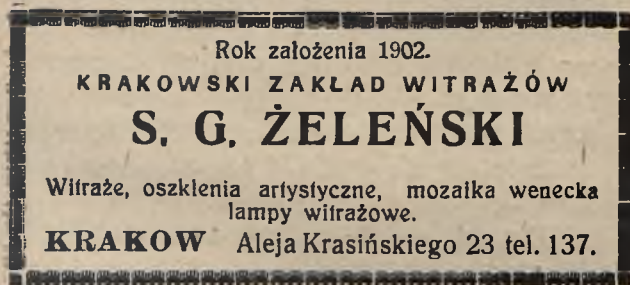 Rok założenia 1902.
KRAKOWSKI ZAKŁAD WITRAŻÓW
S. G. ŻELEŃSKI
Witraże, oszklenia artystyczne, mozaika wenecka
lampy witrażowe.
KRAKOW Aleja Krasińskiego 23 tel. 137.